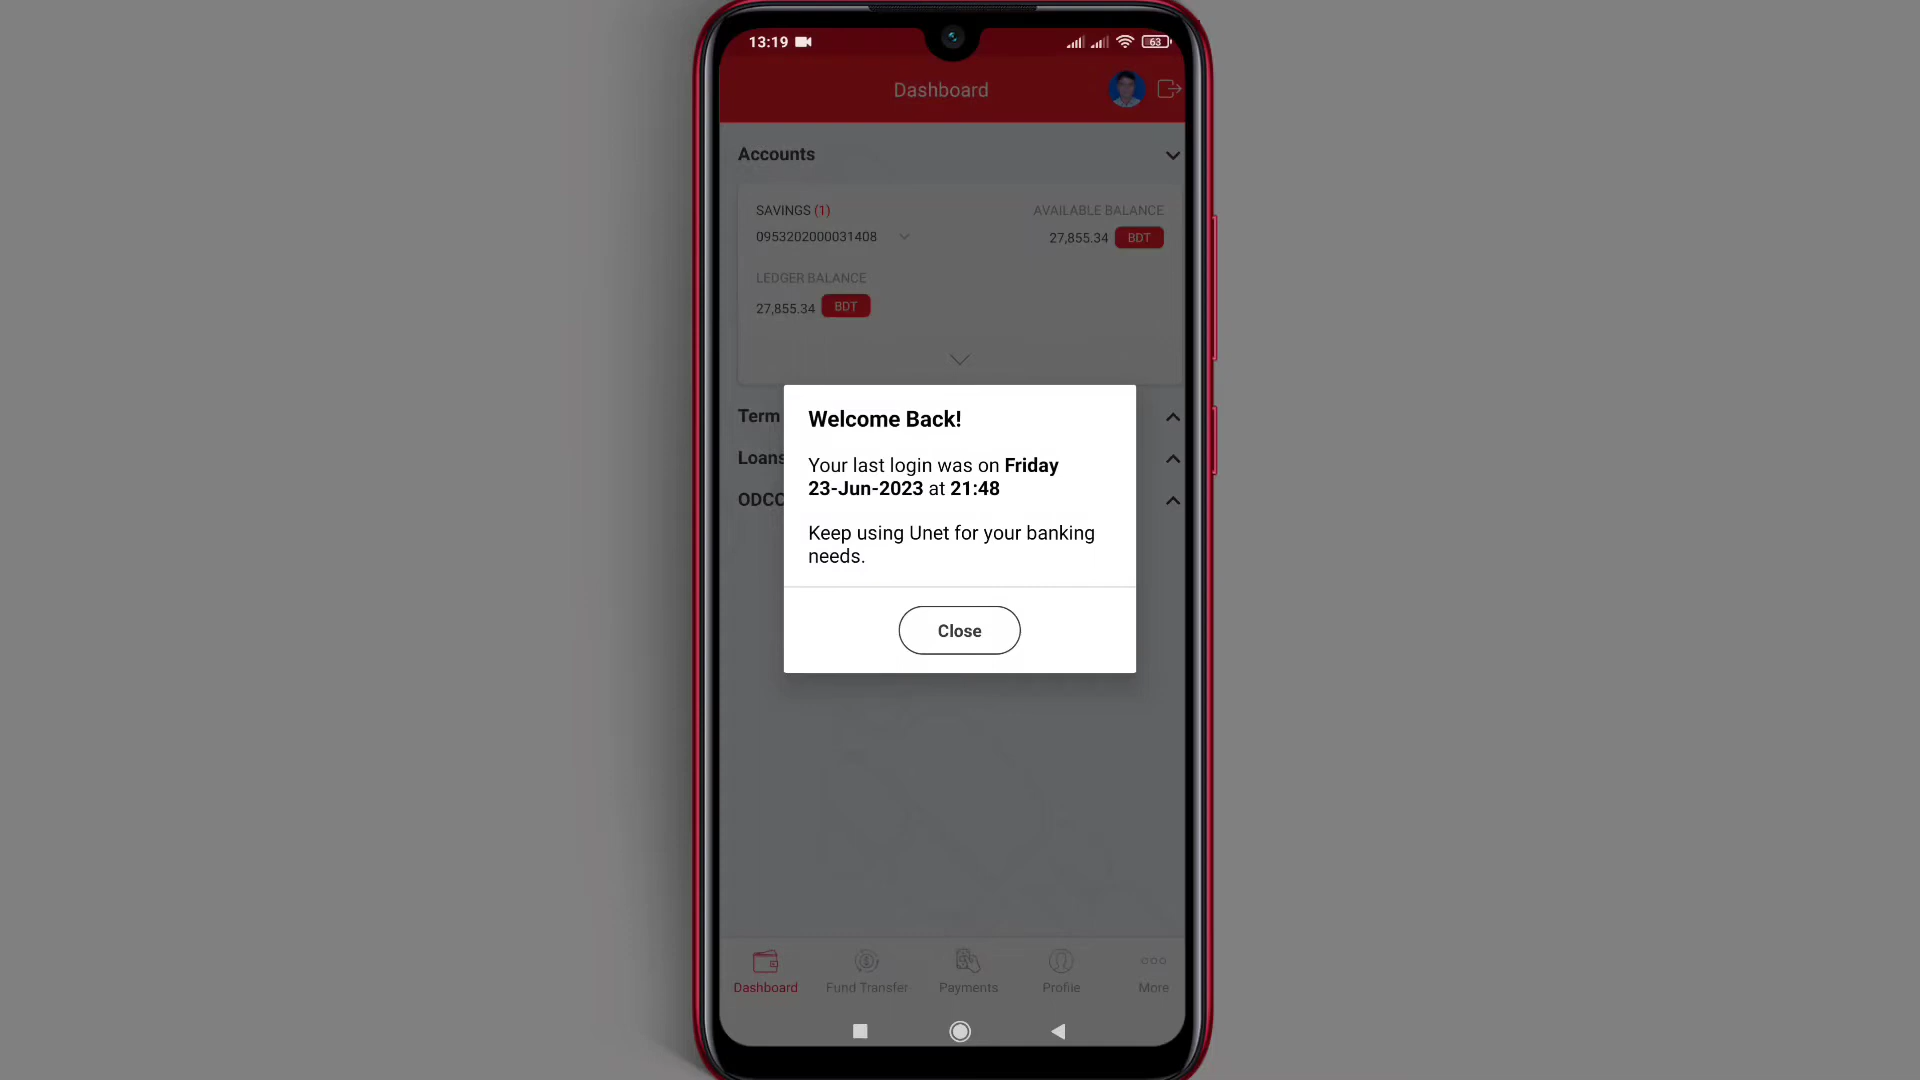 13:19
63
Dashboard
Accounts
SAVINGS (1)
AVAILABLE BALANCE
0953202000031408
27,855.34 BDT
LEDGER BALANCE
27,855.34 BDT
Term
Loans
Welcome Back!
Your last login was on Friday
23-Jun-2023 at 21:48
Keep using Unet for your banking
needs.
Close
Dashboard
Fund Transfer
Payments
Profile
More